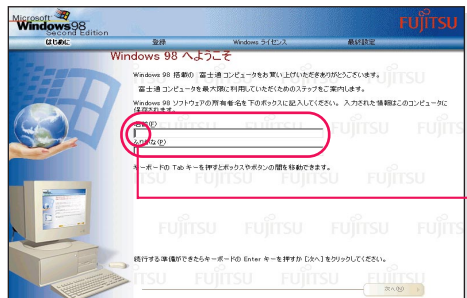 Microsoft
Windows98
Second Edition
FUJITSU
はじめに 登録 Windows ライセンス 最終設定
Windows 98 へようこそ
Windows 98 搭載の 富士通 コンピュータをお買い上げいただきありがとうございます。
富士通 コンピュータを最大限に利用していただくためのステップをご案内します。
Windows 98 ソフトウェアの所有者名を下のボックスに記入してください。 入力された情報はこのコンピュータに
保存されます。
名前(F)
ふりがな(P)
キーボードの Tab キーを押すとボックスやボタンの間を移動できます。
続行する準備ができたらキーボードの Enter キーを押すか [次へ] をクリックしてください。
次へ(N)